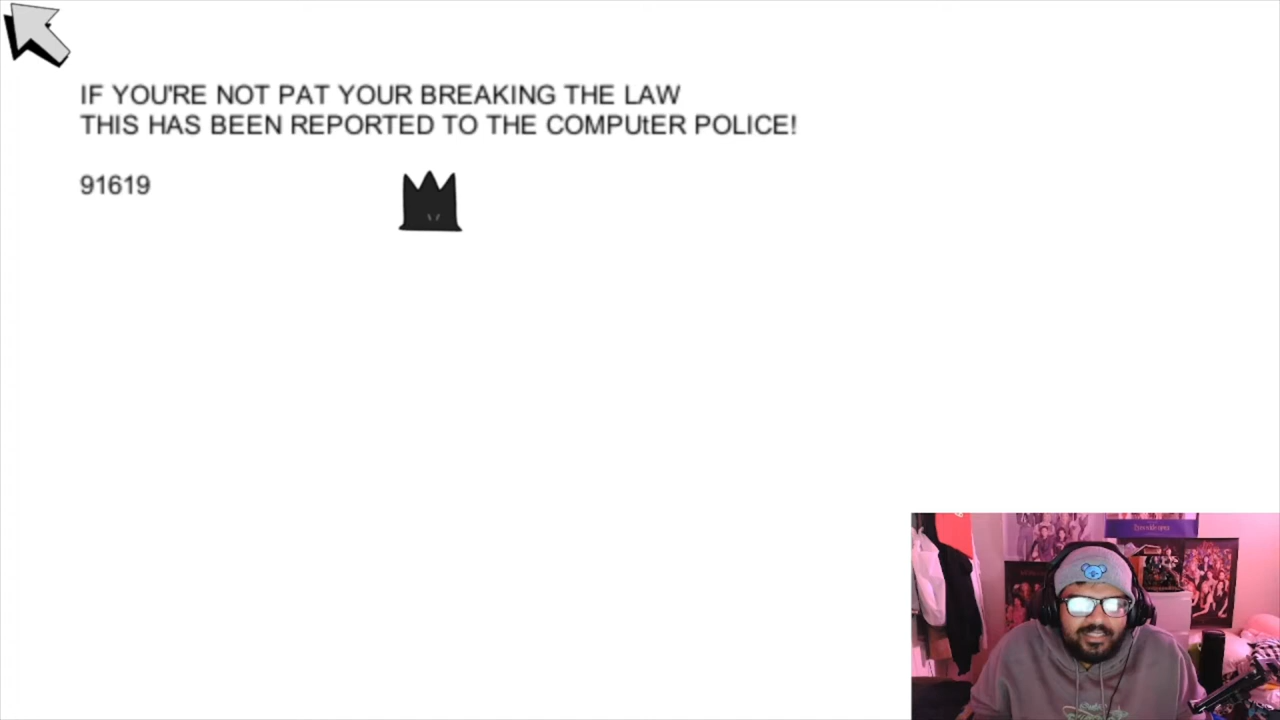 IF YOU'RE NOT PAT YOUR BREAKING THE LAW
THIS HAS BEEN REPORTED TO THE COMPUtER POLICE!
91619